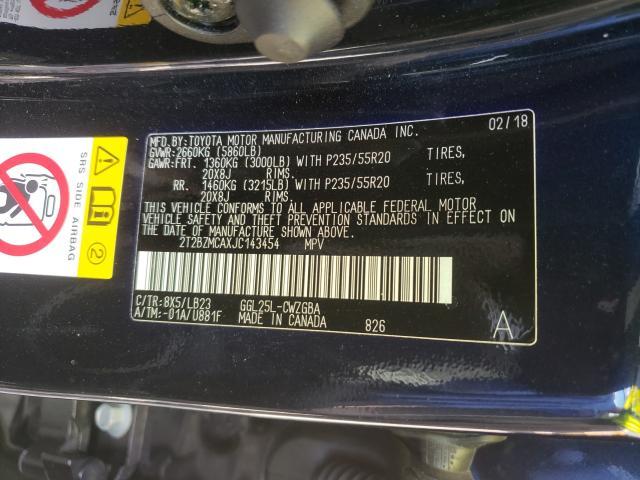 MFD.BY:TOYOTA MOTOR MANUFACTURING CANADA INC. 02/18
GVWR:2660KG (5860LB)
GAWR:FRT. 1360KG (3000LB) WITH P235/55R20 TIRES,
20X8J RIMS.
RR. 1460KG (3215LB) WITH P235/55R20 TIRES,
20X8J RIMS.
THIS VEHICLE CONFORMS TO ALL APPLICABLE FEDERAL MOTOR
VEHICLE SAFETY AND THEFT PREVENTION STANDARDS IN EFFECT ON
THE DATE OF MANUFACTURE SHOWN ABOVE.
2T2BZMCAXJC143454 MPV
C/TR:8X5/LB23 GGL25L-CWZGBA
A/TM:-01A/U881F MADE IN CANADA 826 A
SRS SIDE AIRBAG